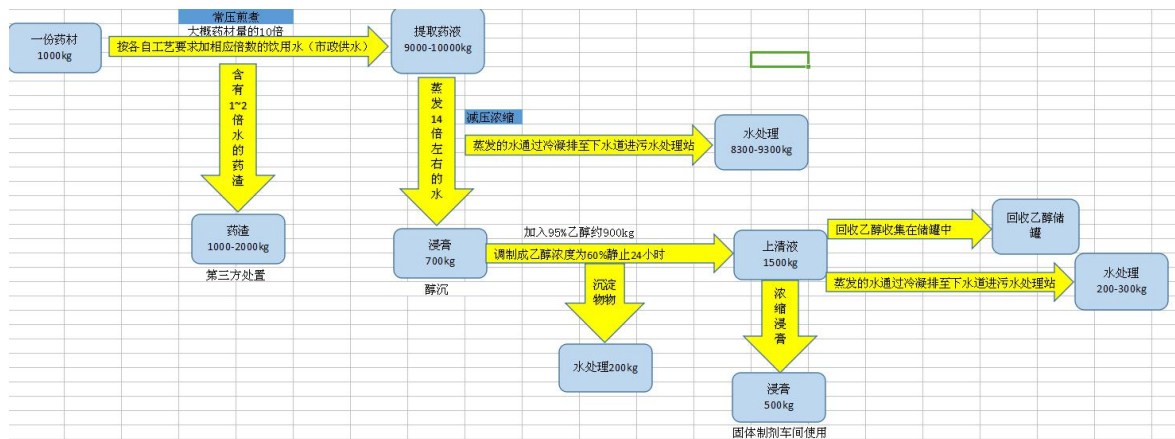 常压煎煮
大概药材量的10倍
一份药材
1000kg
按各自工艺要求加相应倍数的饮用水（市政供水）
提取药液
9000-10000kg
含有1~2倍水的药渣
蒸发14倍左右的水
减压浓缩
蒸发的水通过冷凝排至下水道进污水处理站
水处理
8300-9300kg
药渣
1000-2000kg
第三方处置
浸膏
700kg
醇沉
加入95%乙醇约900kg
调制成乙醇浓度为60%静止24小时
上清液
1500kg
回收乙醇收集在储罐中
回收乙醇储罐
蒸发的水通过冷凝排至下水道进污水处理站
水处理
200-300kg
沉淀物物
浓缩浸膏
水处理200kg
浸膏
500kg
固体制剂车间使用